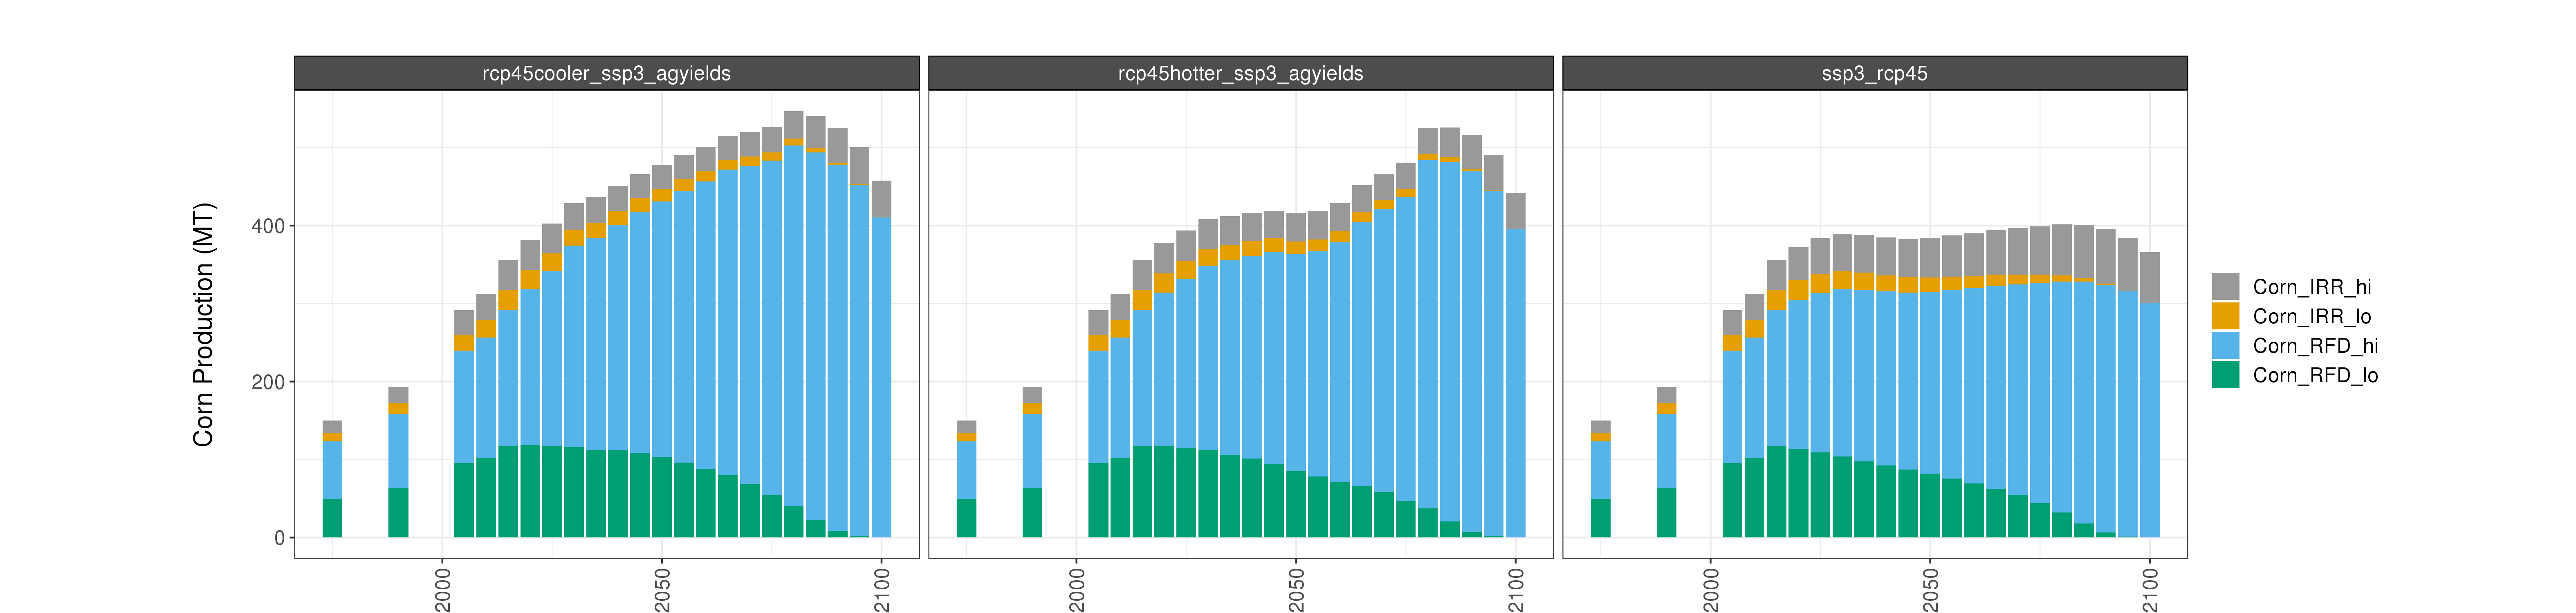 rcp45cooler_ssp3_agyields
rcp45hotter_ssp3_agyields
ssp3_rcp45
Corn Production (MT)
400
200
0
2000
2050
2100
2000
2050
2100
2000
2050
2100
Corn_IRR_hi
Corn_IRR_lo
Corn_RFD_hi
Corn_RFD_lo